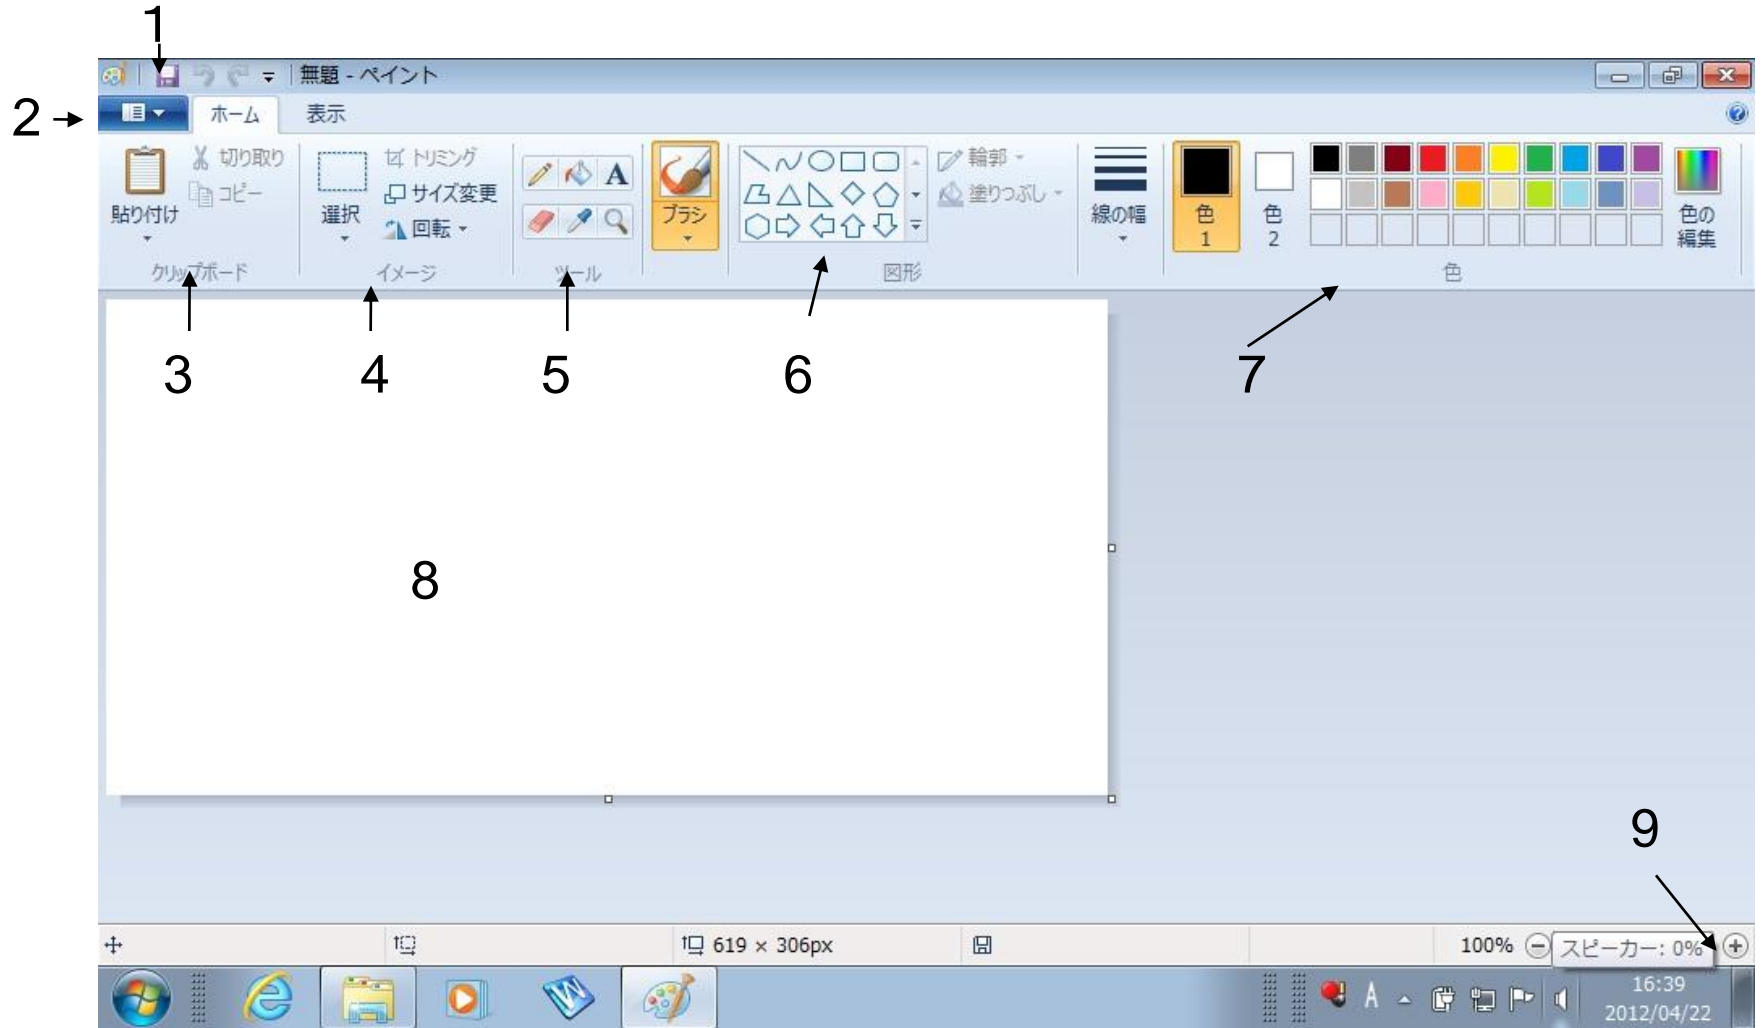 1
無題 - ペイント
2
ホーム 表示
切り取り
コピー
貼り付け
クリップボード
トリミング
サイズ変更
回転
選択
イメージ
A
ツール
ブラシ
輪郭
塗りつぶし
図形
線の幅
色
1
色
2
色の
編集
色
3 4 5 6 7
8
9
619 × 306px
100%
スピーカー: 0%
A
16:39
2012/04/22